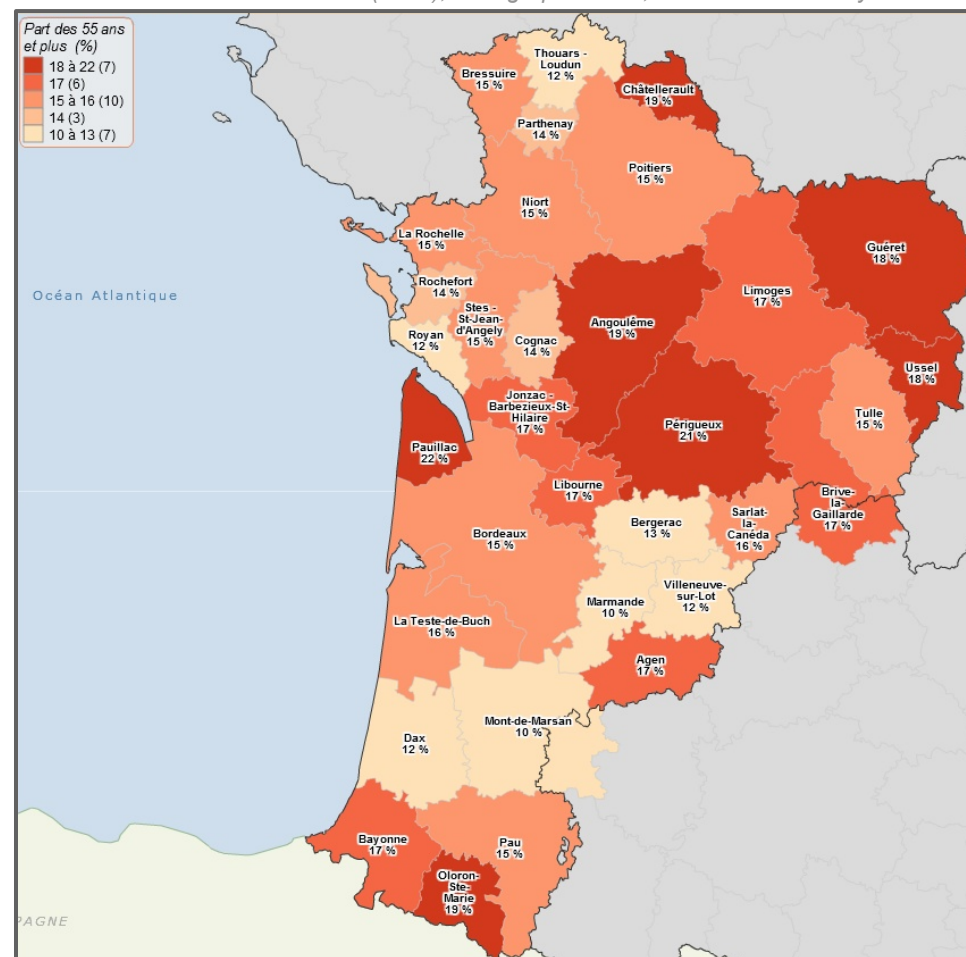 Part des 55 ans
et plus (%)
18 à 22 (7)
17 (6)
15 à 16 (10)
14 (3)
10 à 13 (7)
Thouars -
Loudun
12 %
Bressuire
15 %
Châtellerault
19 %
Parthenay
14 %
Poitiers
15 %
Niort
15 %
La Rochelle
15 %
Guéret
18 %
Rochefort
14 %
Limoges
17 %
Océan Atlantique
Stes -
St-Jean-
d'Angely
15 %
Angoulême
19 %
Royan
12 %
Cognac
14 %
Ussel
18 %
Jonzac -
Barbezieux-St-
Hilaire
17 %
Tulle
15 %
Périgueux
21 %
Pauillac
22 %
Libourne
17 %
Brive-
la-
Gaillarde
17 %
Bergerac
13 %
Sarlat-
la-
Canéda
16 %
Bordeaux
15 %
Villeneuve-
sur-Lot
12 %
Marmande
10 %
La Teste-de-Buch
16 %
Agen
17 %
Mont-de-Marsan
10 %
Dax
12 %
Bayonne
17 %
Pau
15 %
Oloron-
Ste-
Marie
19 %
PAGNE